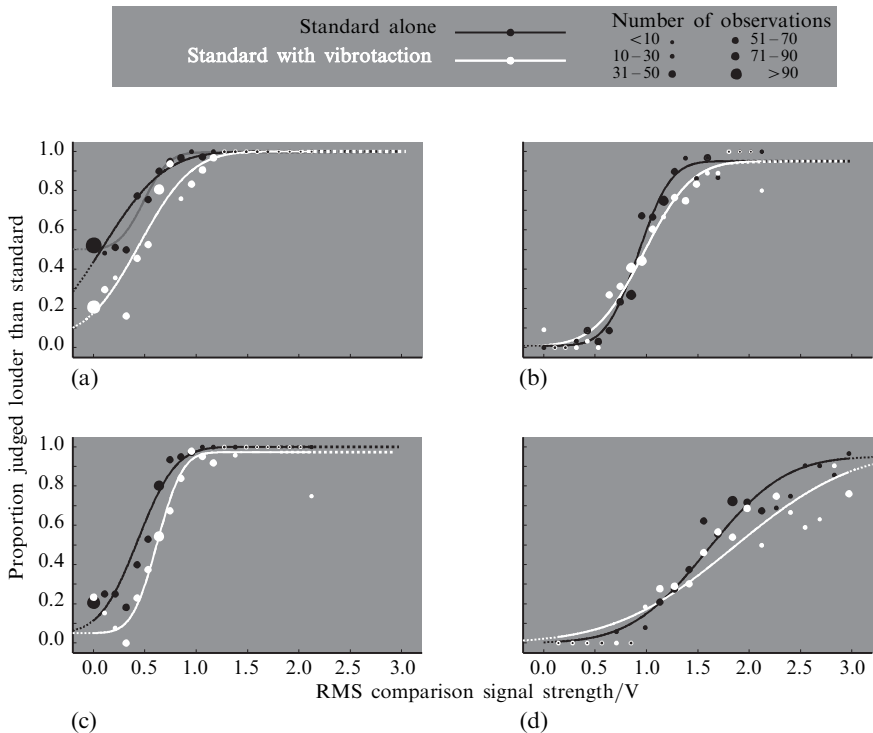 Standard alone
Standard with vibrotaction
Number of observations
<10 51–70
10–30 71–90
31–50 >90
Proportion judged louder than standard
1.0
0.8
0.6
0.4
0.2
0.0
(a)
(b)
1.0
0.8
0.6
0.4
0.2
0.0
0.0 0.5 1.0 1.5 2.0 2.5 3.0
0.0 0.5 1.0 1.5 2.0 2.5 3.0
RMS comparison signal strength/V
(c)
(d)